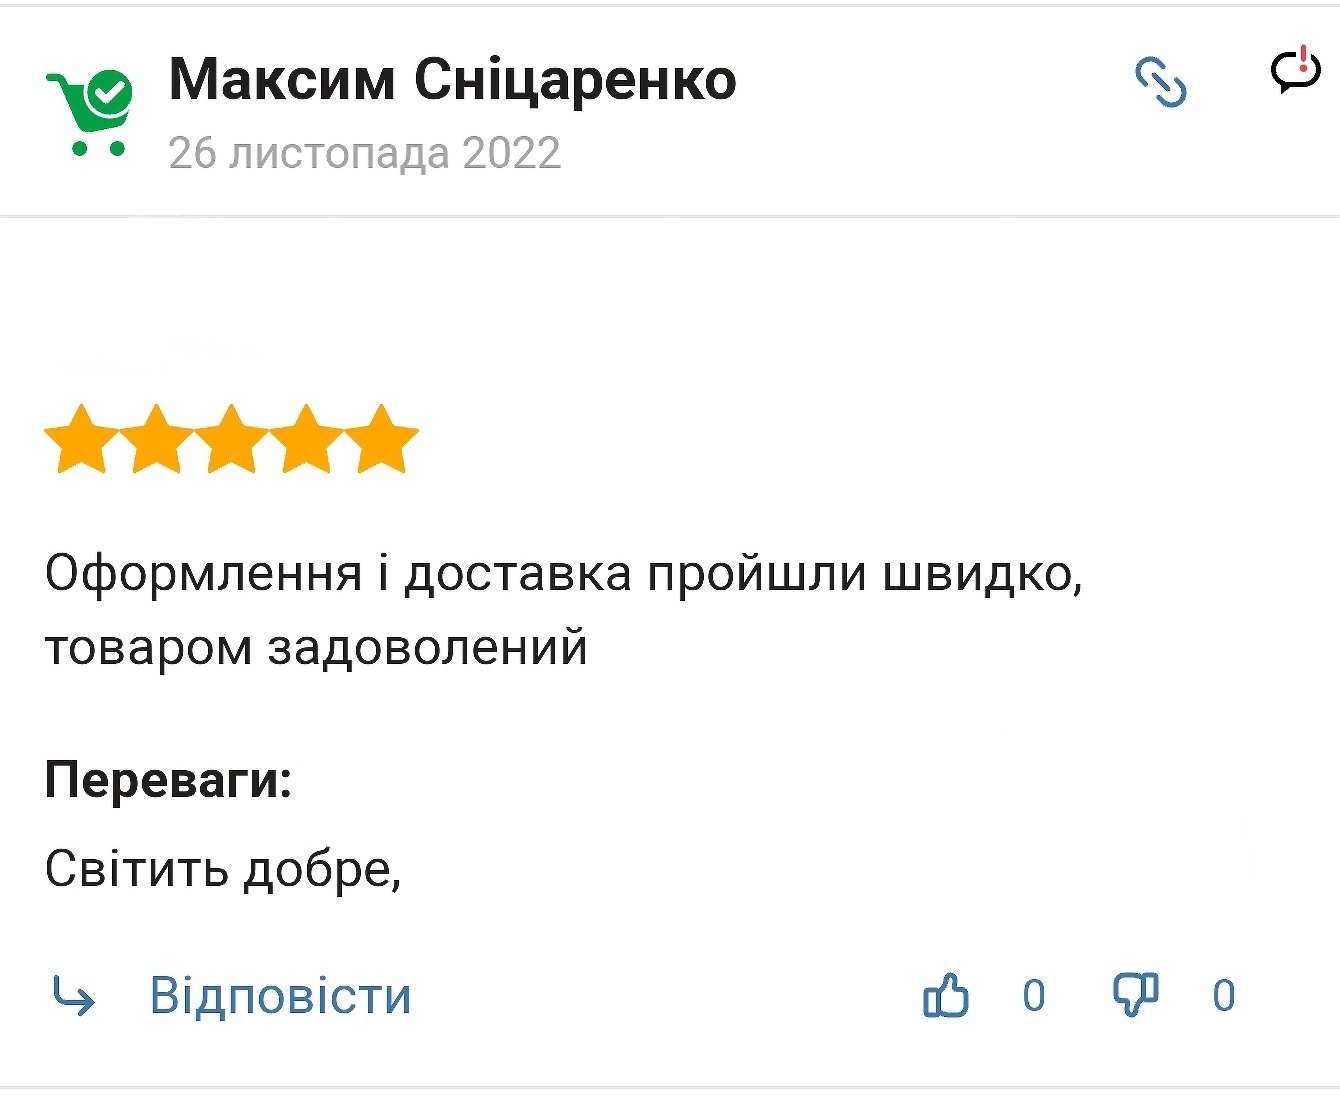 Максим Сніцаренко
26 листопада 2022
Оформлення і доставка пройшли швидко,
товаром задоволений
Переваги:
Світить добре,
Відповісти 0 0